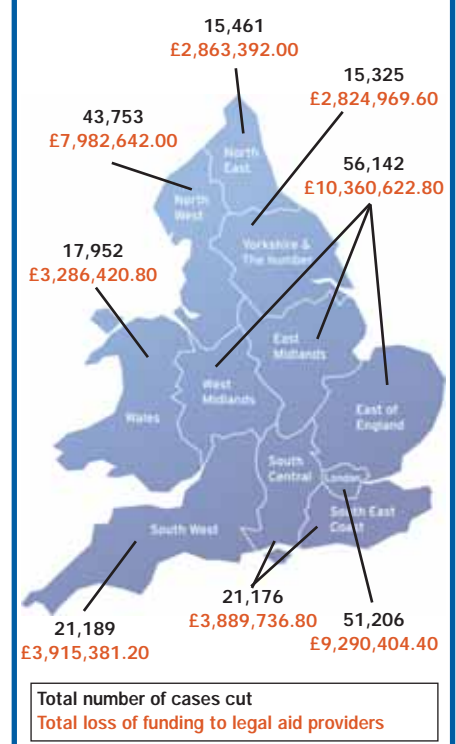 15,461
£2,863,392.00
15,325
£2,824,969.60
43,753
£7,982,642.00
56,142
£10,360,622.80
North
East
North
West
Yorkshire &
The Humber
17,952
£3,286,420.80
East
Midlands
West
Midlands
Wales
East of
England
South
Central
London
South East
Coast
South West
21,176
£3,889,736.80
51,206
£9,290,404.40
21,189
£3,915,381.20
Total number of cases cut
Total loss of funding to legal aid providers